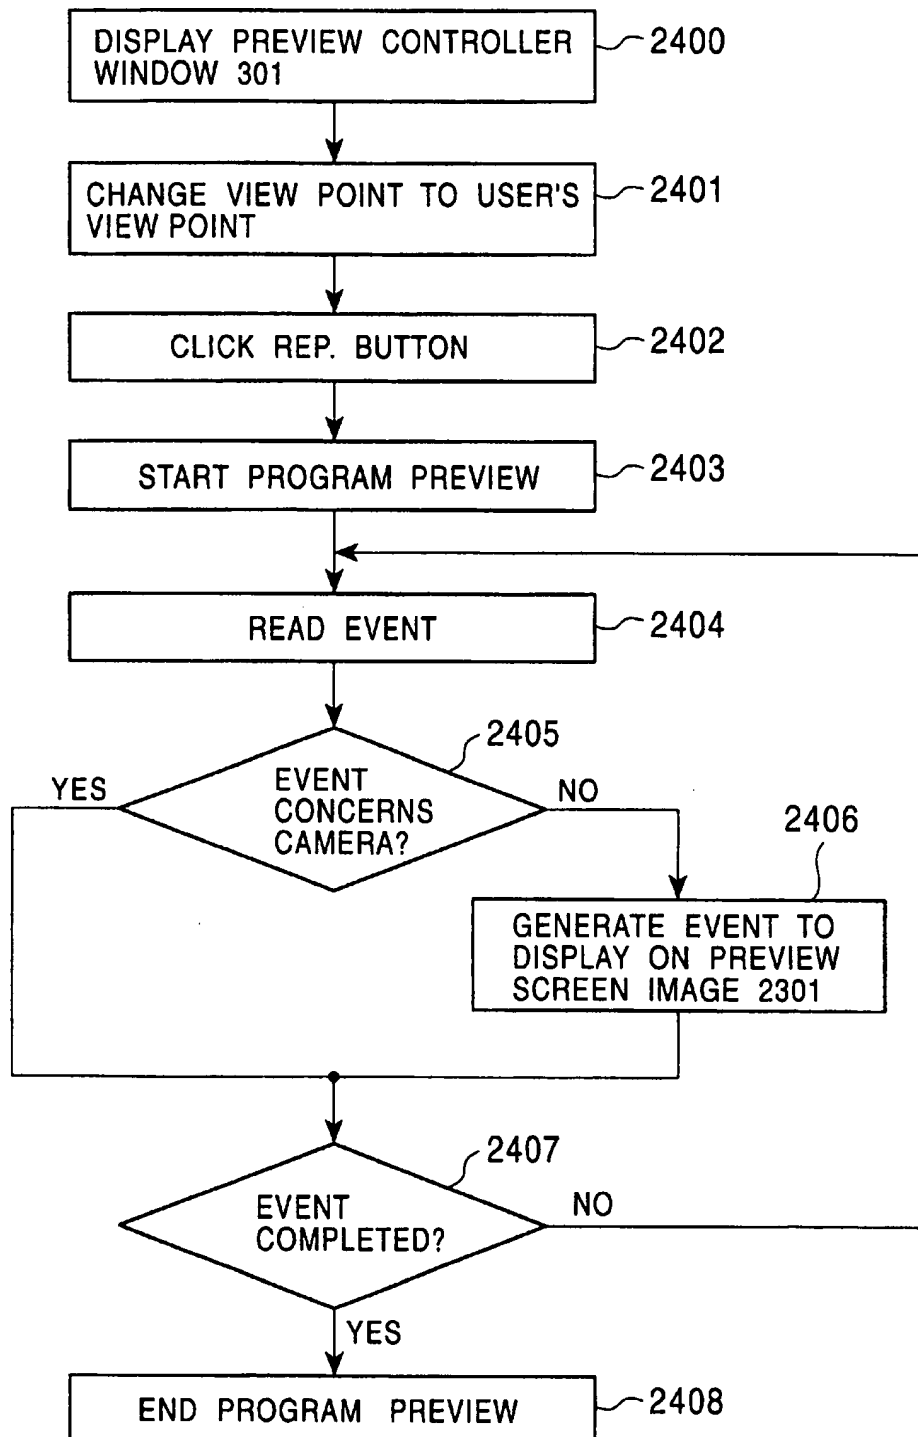 DISPLAY PREVIEW CONTROLLER
WINDOW 301
2400
CHANGE VIEW POINT TO USER'S
VIEW POINT
2401
CLICK REP. BUTTON
2402
START PROGRAM PREVIEW
2403
READ EVENT
2404
2405
YES
EVENT
CONCERNS
CAMERA?
NO
2406
GENERATE EVENT TO
DISPLAY ON PREVIEW
SCREEN IMAGE 2301
2407
EVENT
COMPLETED?
NO
YES
END PROGRAM PREVIEW
2408